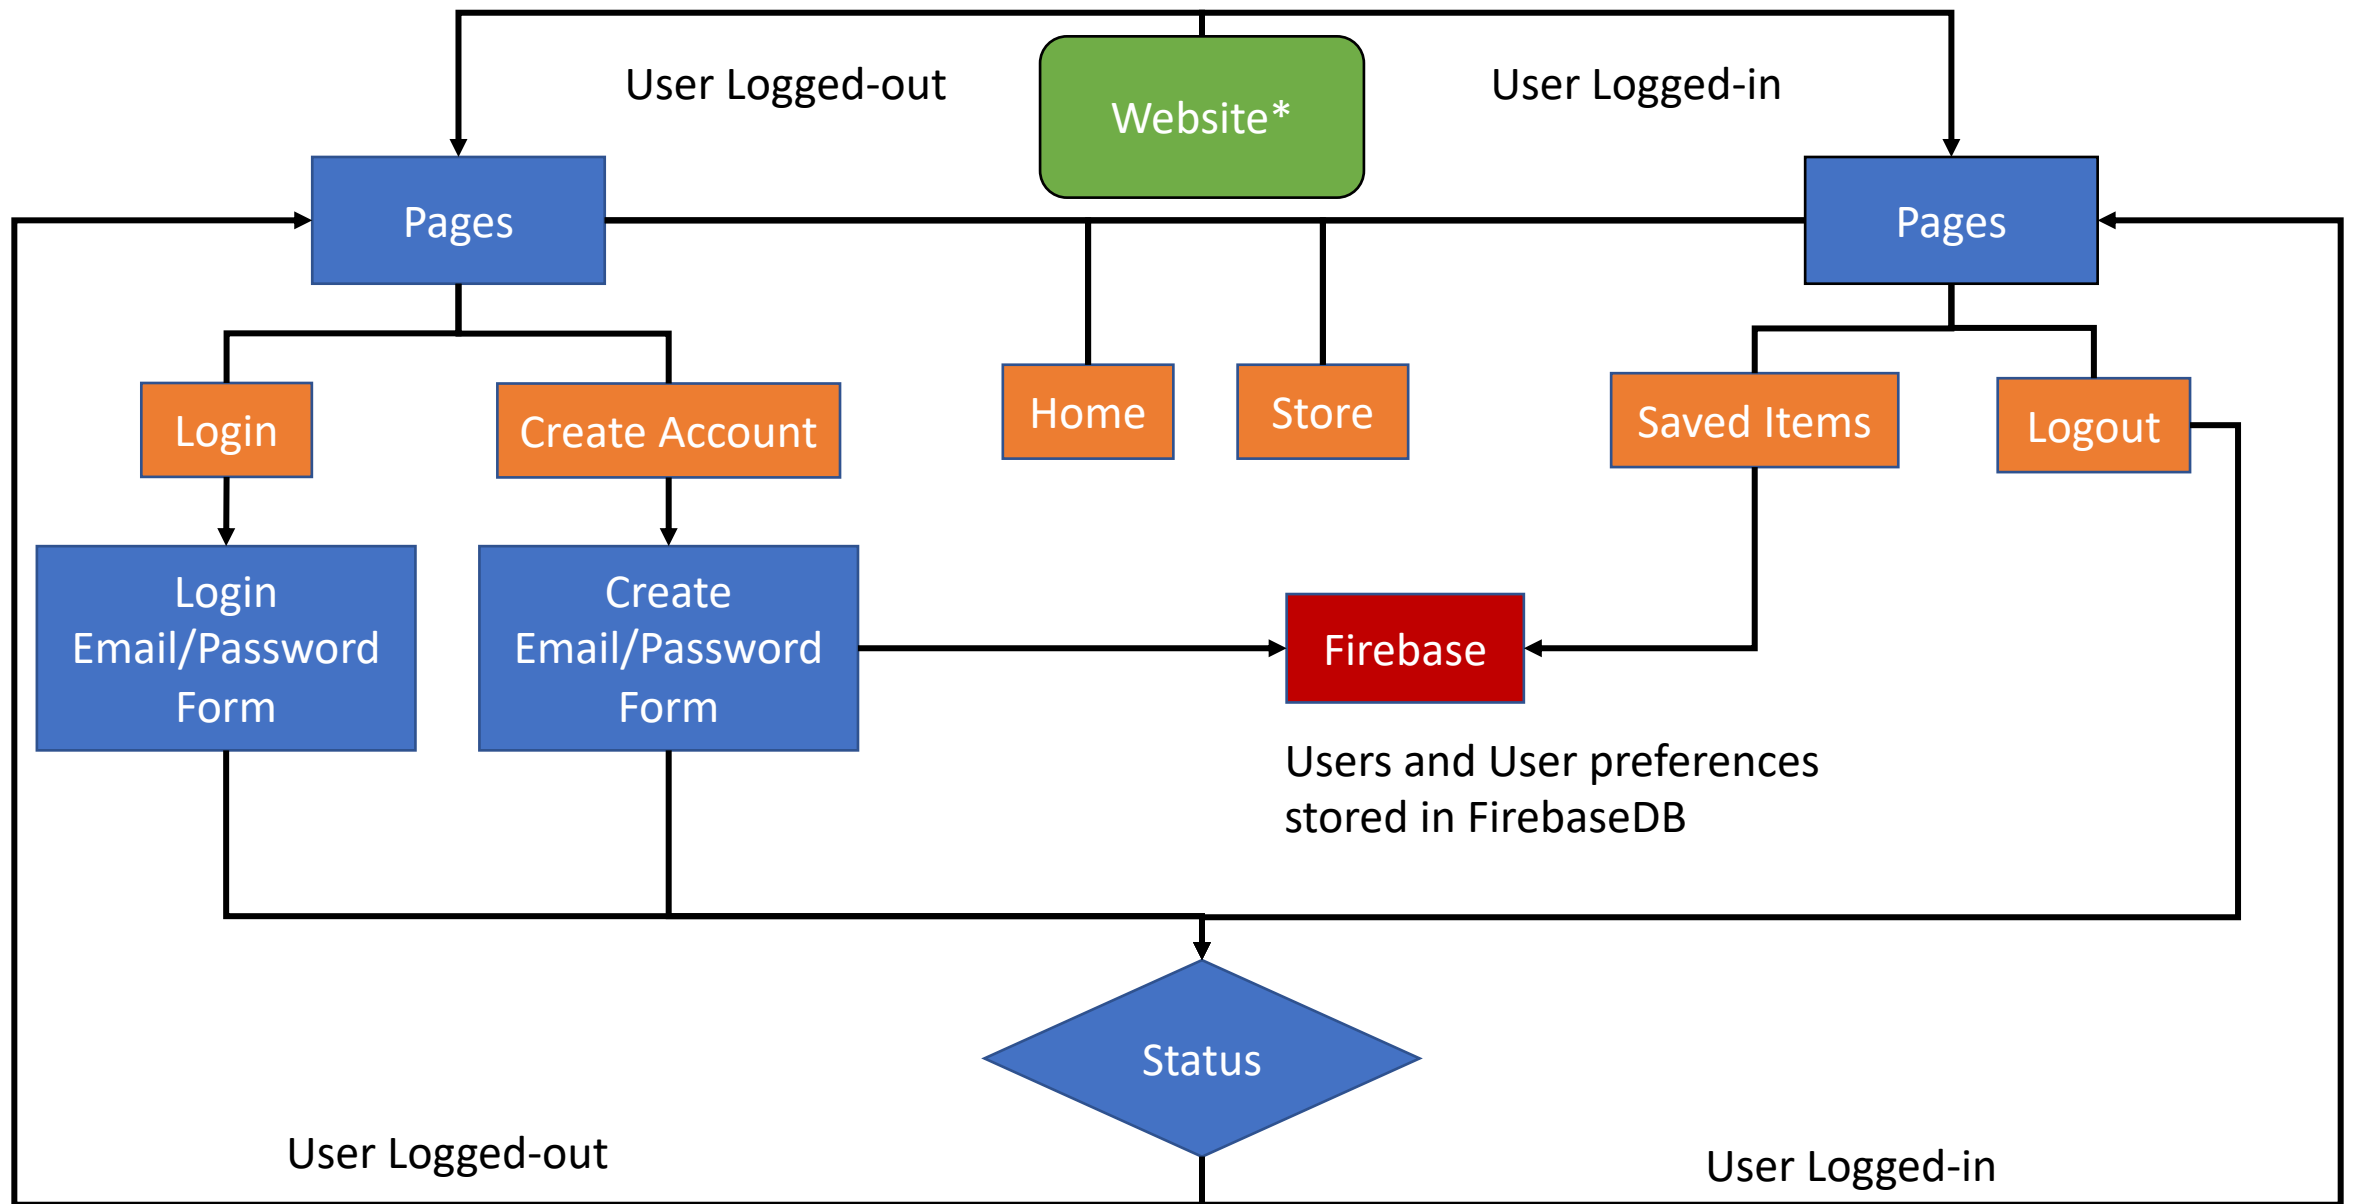 User Logged-out
Website*
User Logged-in
Pages
Pages
Login
Create Account
Home
Store
Saved Items
Logout
Login
Email/Password
Form
Create
Email/Password
Form
Firebase
Users and User preferences
stored in FirebaseDB
Status
User Logged-out
User Logged-in